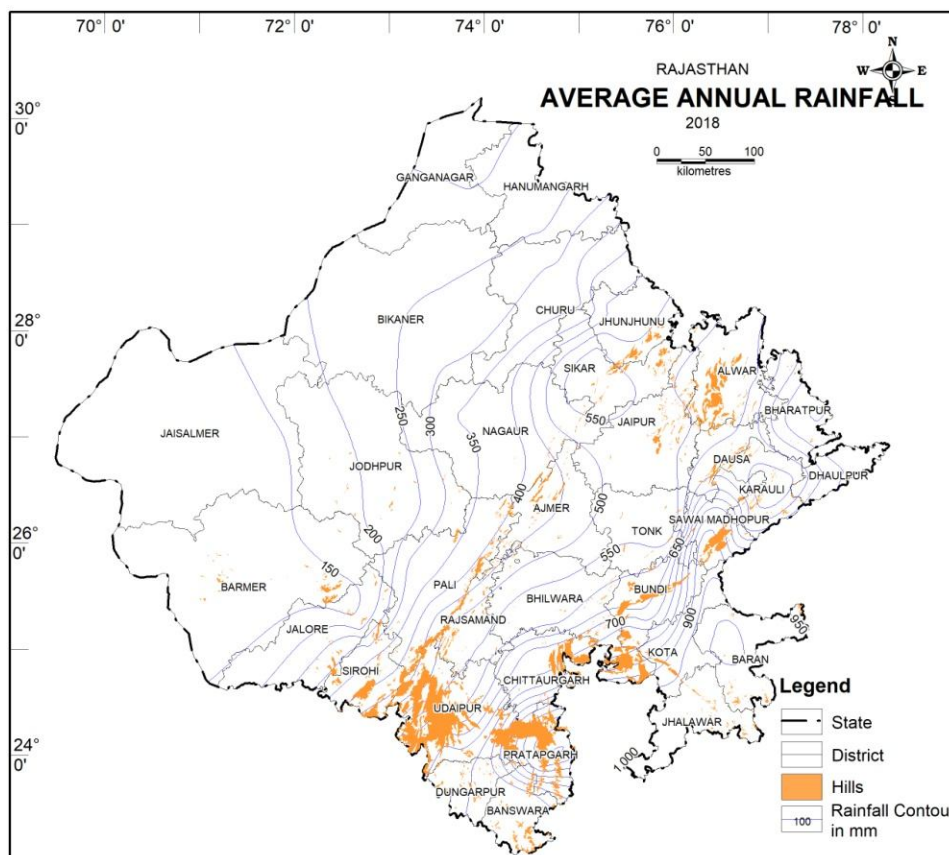 70° 0'
72° 0'
74° 0'
76° 0'
78° 0'
N
W E
S
RAJASTHAN
AVERAGE ANNUAL RAINFALL
2018
0 50 100
kilometres
30°
0'
28°
0'
26°
0'
24°
0'
GANGANAGAR
HANUMANGARH
BIKANER
CHURU
JHUNJHUNU
SIKAR
ALWAR
JAISALMER
NAGAUR
JAIPUR
BHARATPUR
JODHPUR
DAUSA
DHAULPUR
KARAULI
AJMER
TONK
SAWAI MADHOPUR
BARMER
PALI
BHILWARA
BUNDI
RAJSAMAND
JALORE
KOTA
BARAN
SIROHI
CHITTAURGARH
UDAIPUR
JHALAWAR
PRATAPGARH
DUNGARPUR
BANSWARA
150
200
250
300
350
400
500
550
550
650
700
900
950
1,000
Legend
State
District
Hills
100
Rainfall Contou
in mm